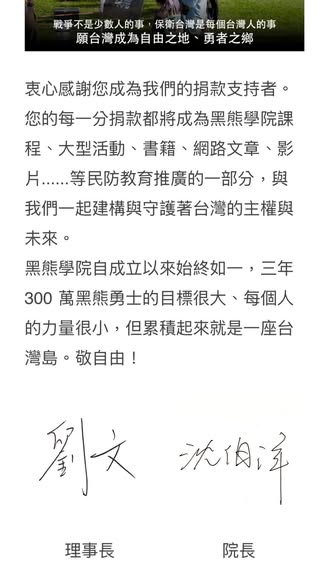 戰爭不是少數人的事，保衛台灣是每個台灣人的事
願台灣成為自由之地、勇者之鄉
衷心感謝您成為我們的捐款支持者。
您的每一分捐款都將成為黑熊學院課
程、大型活動、書籍、網路文章、影
片......等民防教育推廣的一部分，與
我們一起建構與守護著台灣的主權與
未來。
黑熊學院自成立以來始終如一，三年
300 萬黑熊勇士的目標很大、每個人
的力量很小，但累積起來就是一座台
灣島。敬自由！
劉文 沈伯洋
理事長 院長